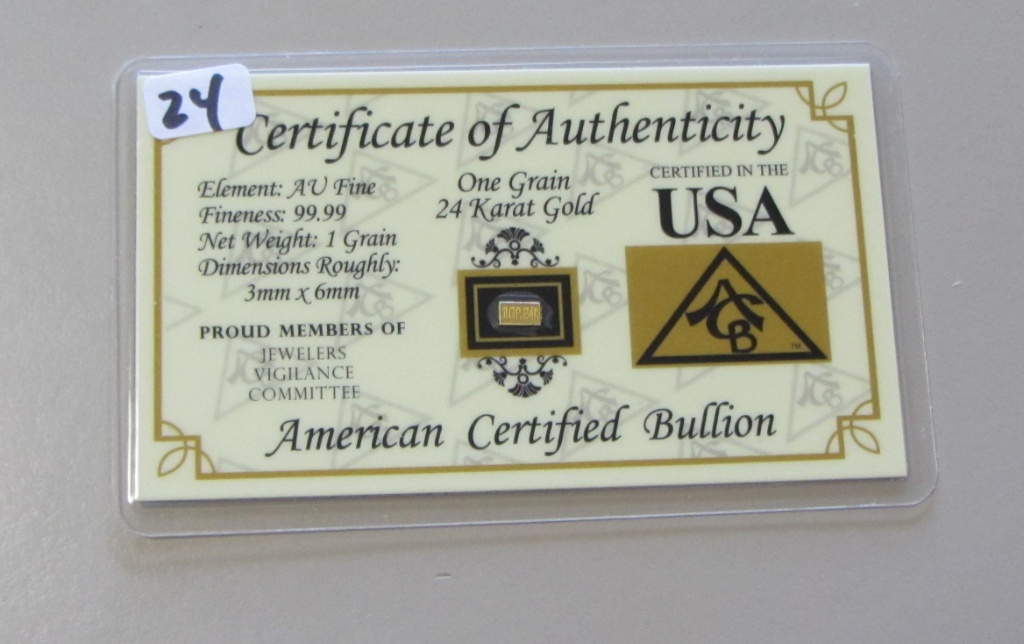 24
Certificate of Authenticity
Element: AU Fine
Fineness: 99.99
Net Weight: 1 Grain
Dimensions Roughly:
3mm x 6mm
PROUD MEMBERS OF
JEWELERS
VIGILANCE
COMMITTEE
One Grain
24 Karat Gold
CERTIFIED IN THE
USA
ACB
TM
American Certified Bullion